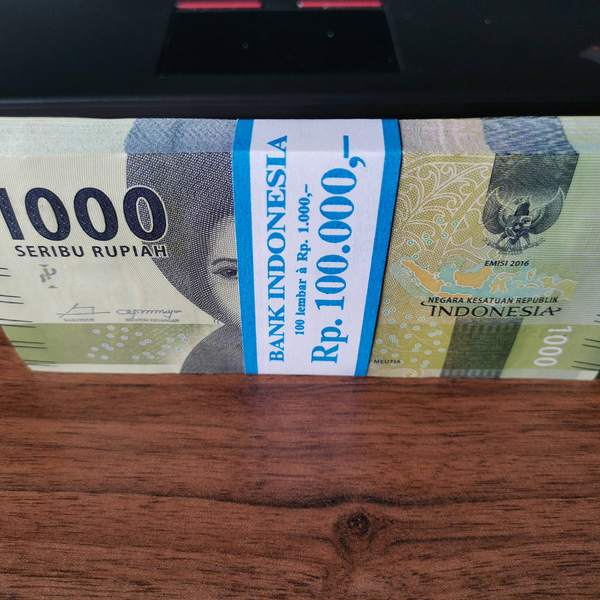 1000
SERIBU RUPIAH
BANK INDONESIA
100 lembar à Rp. 1.000,-
Rp. 100.000,-
EMISI 2016
NEGARA KESATUAN REPUBLIK
INDONESIA
1000
MEUTIA